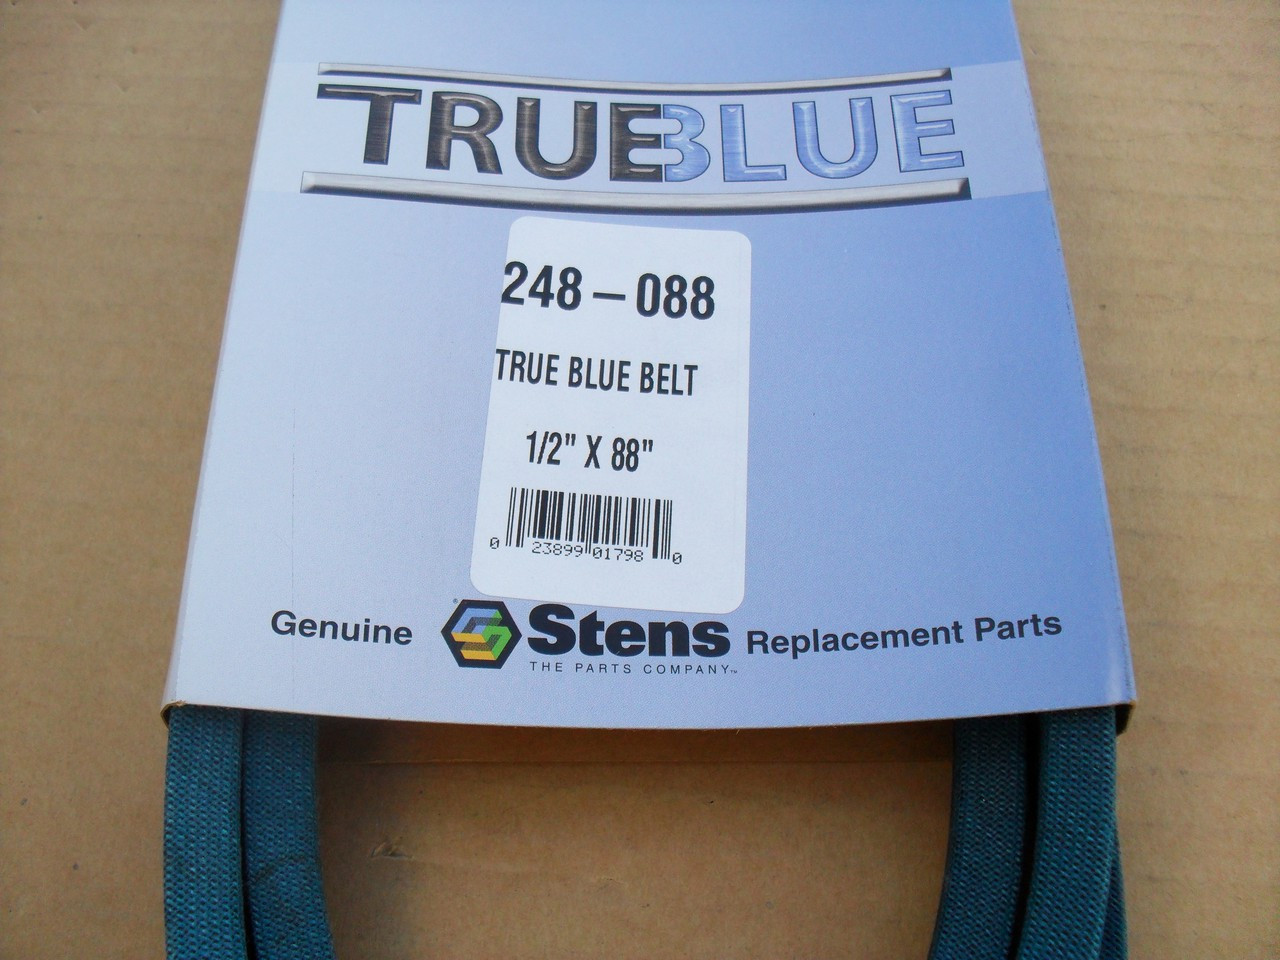 TRUEBLUE
248-088
TRUE BLUE BELT
1/2" X 88"
0 23899 01798 0
Genuine Stens Replacement Parts
THE PARTS COMPANY™